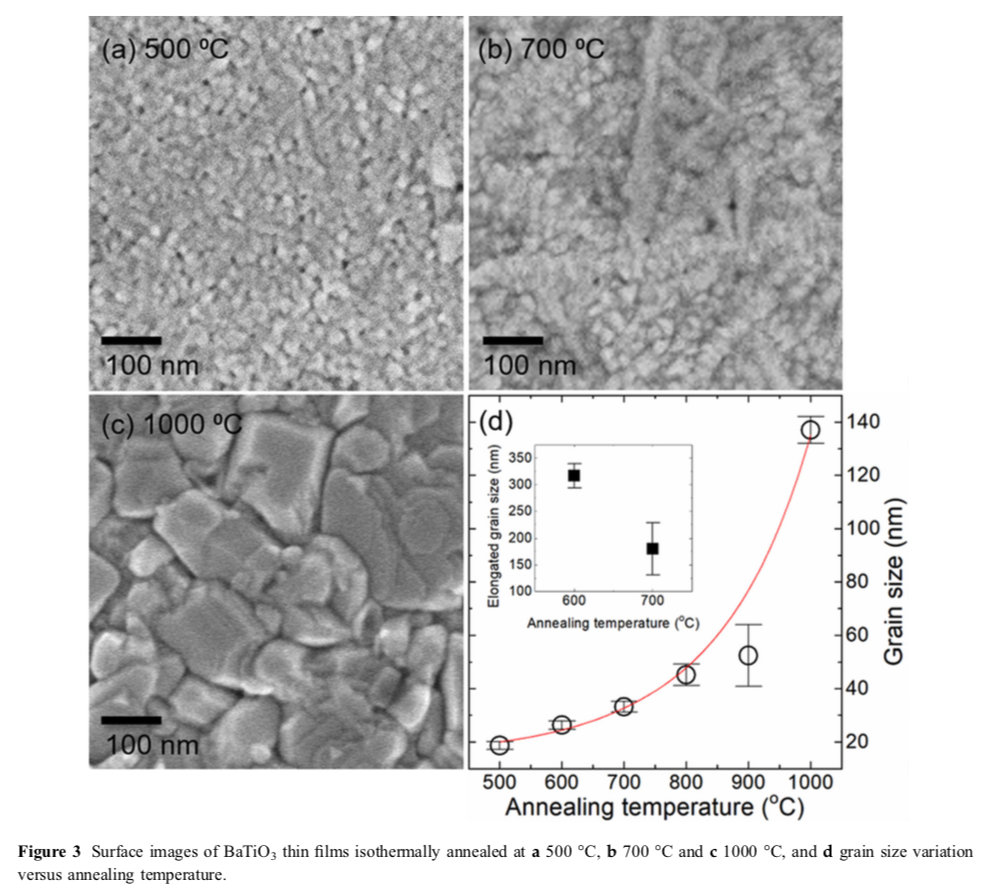 (a) 500 ºC
(b) 700 ºC
100 nm
100 nm
(c) 1000 ºC
100 nm
(d)
350
300
250
200
150
100
Elongated grain size (nm)
600
700
Annealing temperature (°C)
140
120
100
80
60
40
20
Grain size (nm)
500
600
700
800
900
1000
Annealing temperature (°C)
Figure 3 Surface images of BaTiO₃ thin films isothermally annealed at a 500 °C, b 700 °C and c 1000 °C, and d grain size variation
versus annealing temperature.